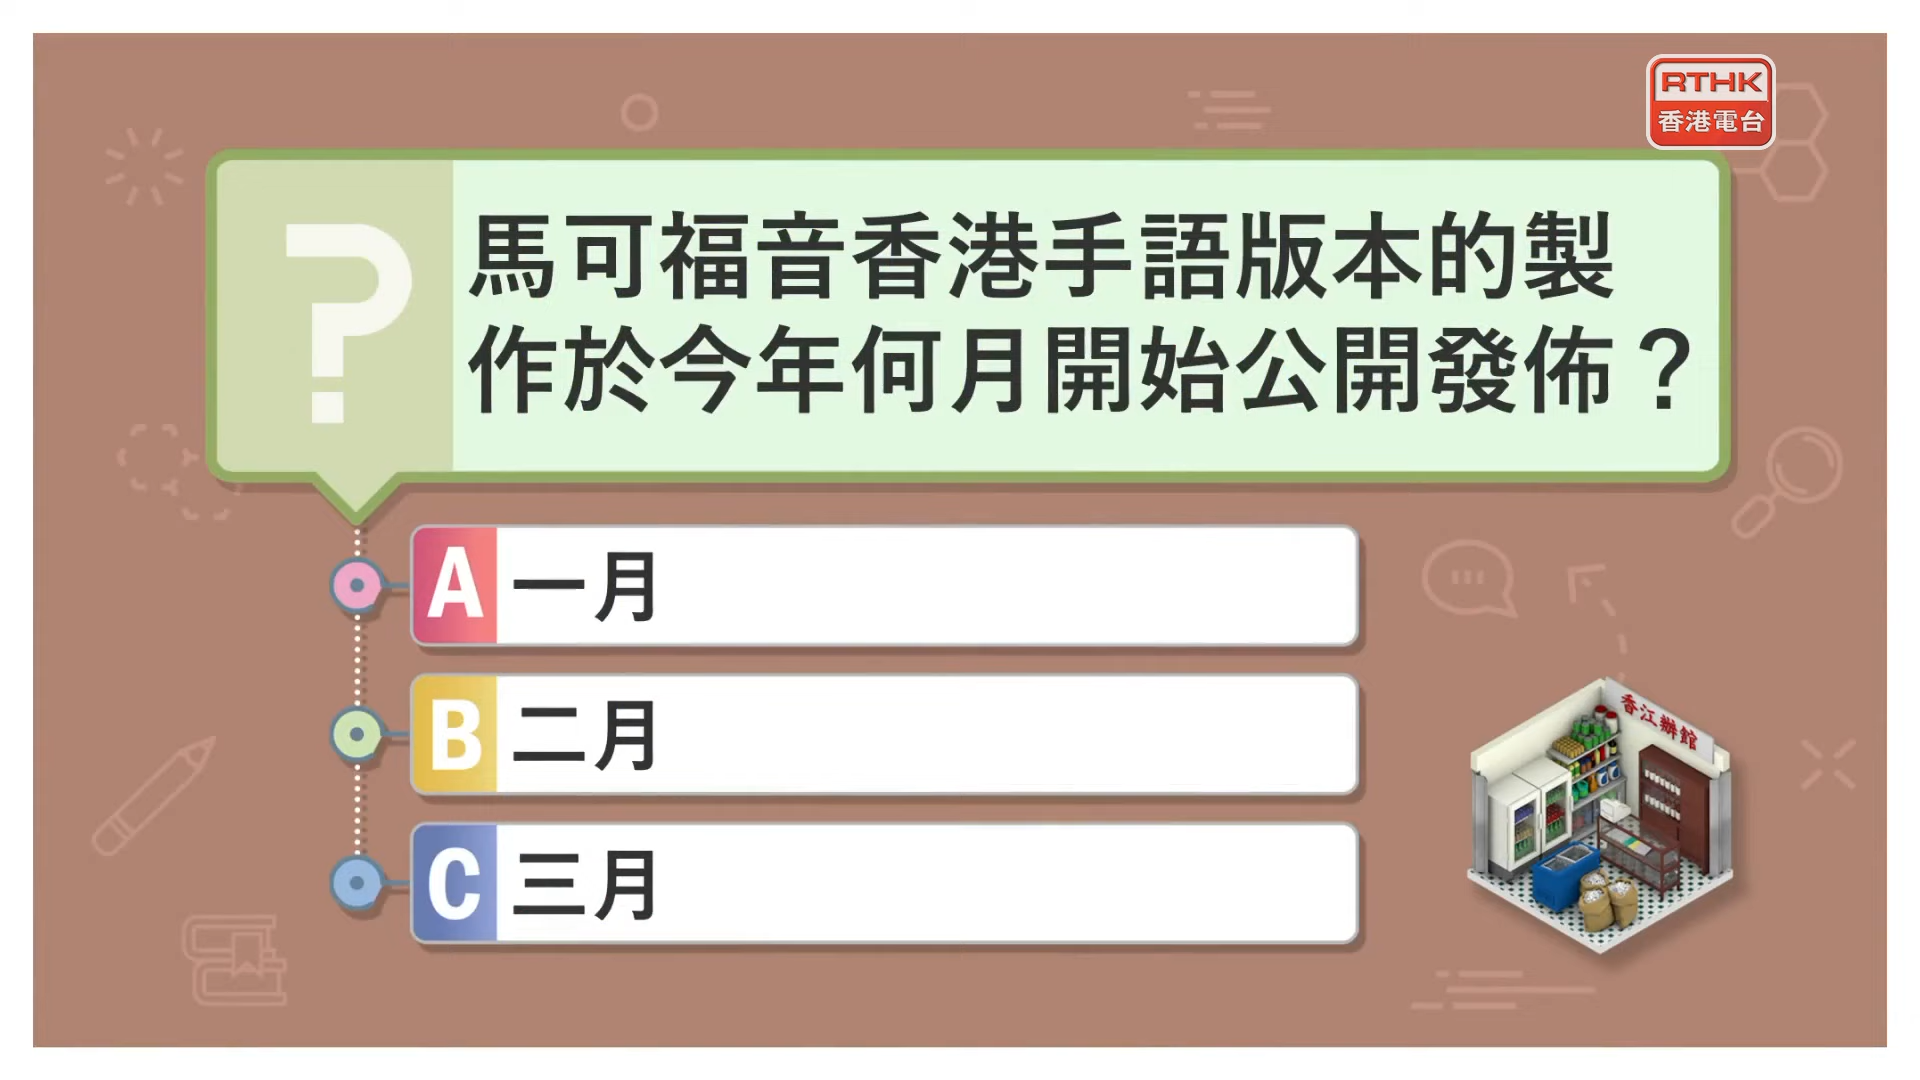 RTHK
香港電台
馬可福音香港手語版本的製
作於今年何月開始公開發佈？
A 一月
B 二月
C 三月
香江辦館